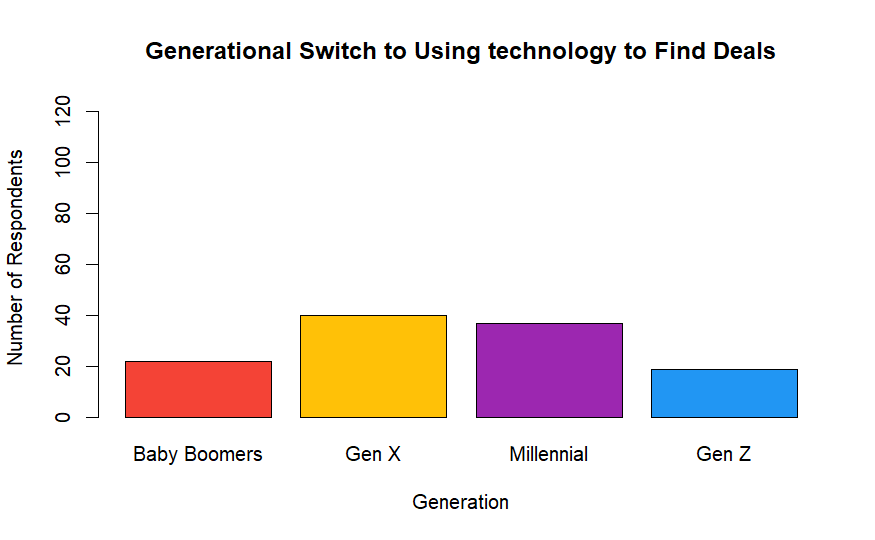 Generational Switch to Using technology to Find Deals
Number of Respondents
120
100
80
60
40
20
0
Baby Boomers
Gen X
Millennial
Gen Z
Generation